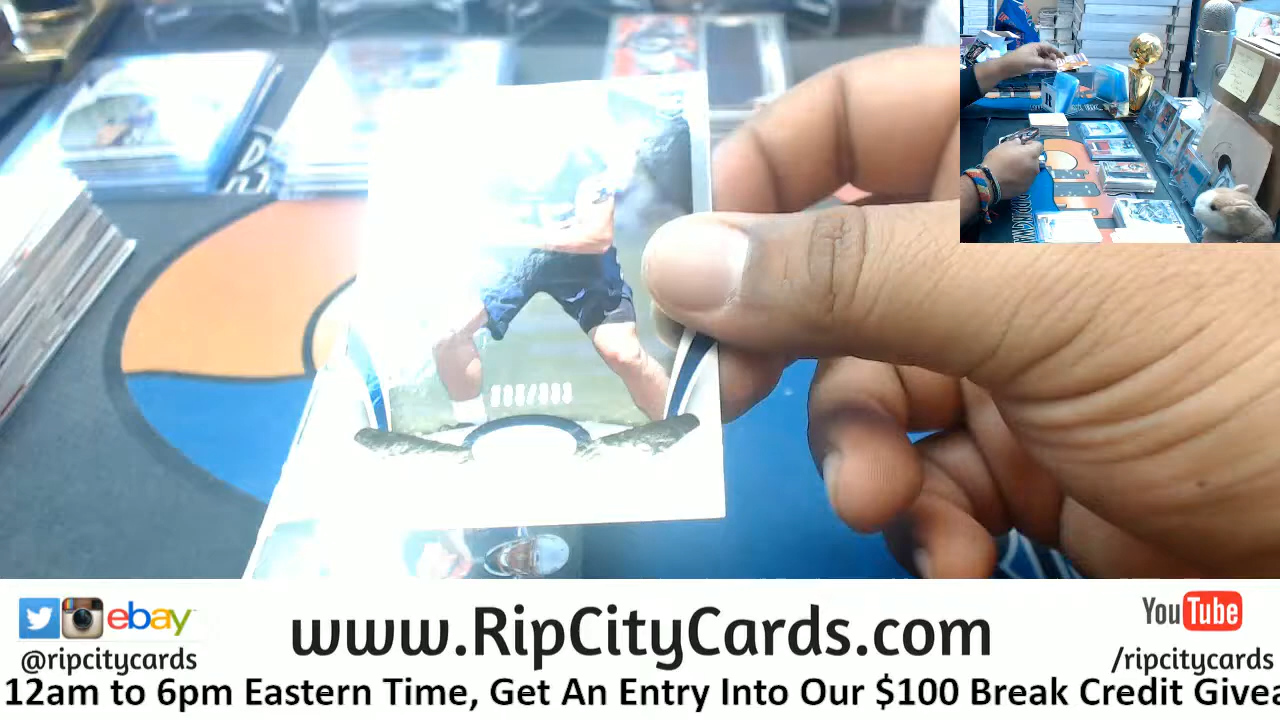 ebay
@ripcitycards
www.RipCityCards.com
YouTube
/ripcitycards
12am to 6pm Eastern Time, Get An Entry Into Our $100 Break Credit Givea